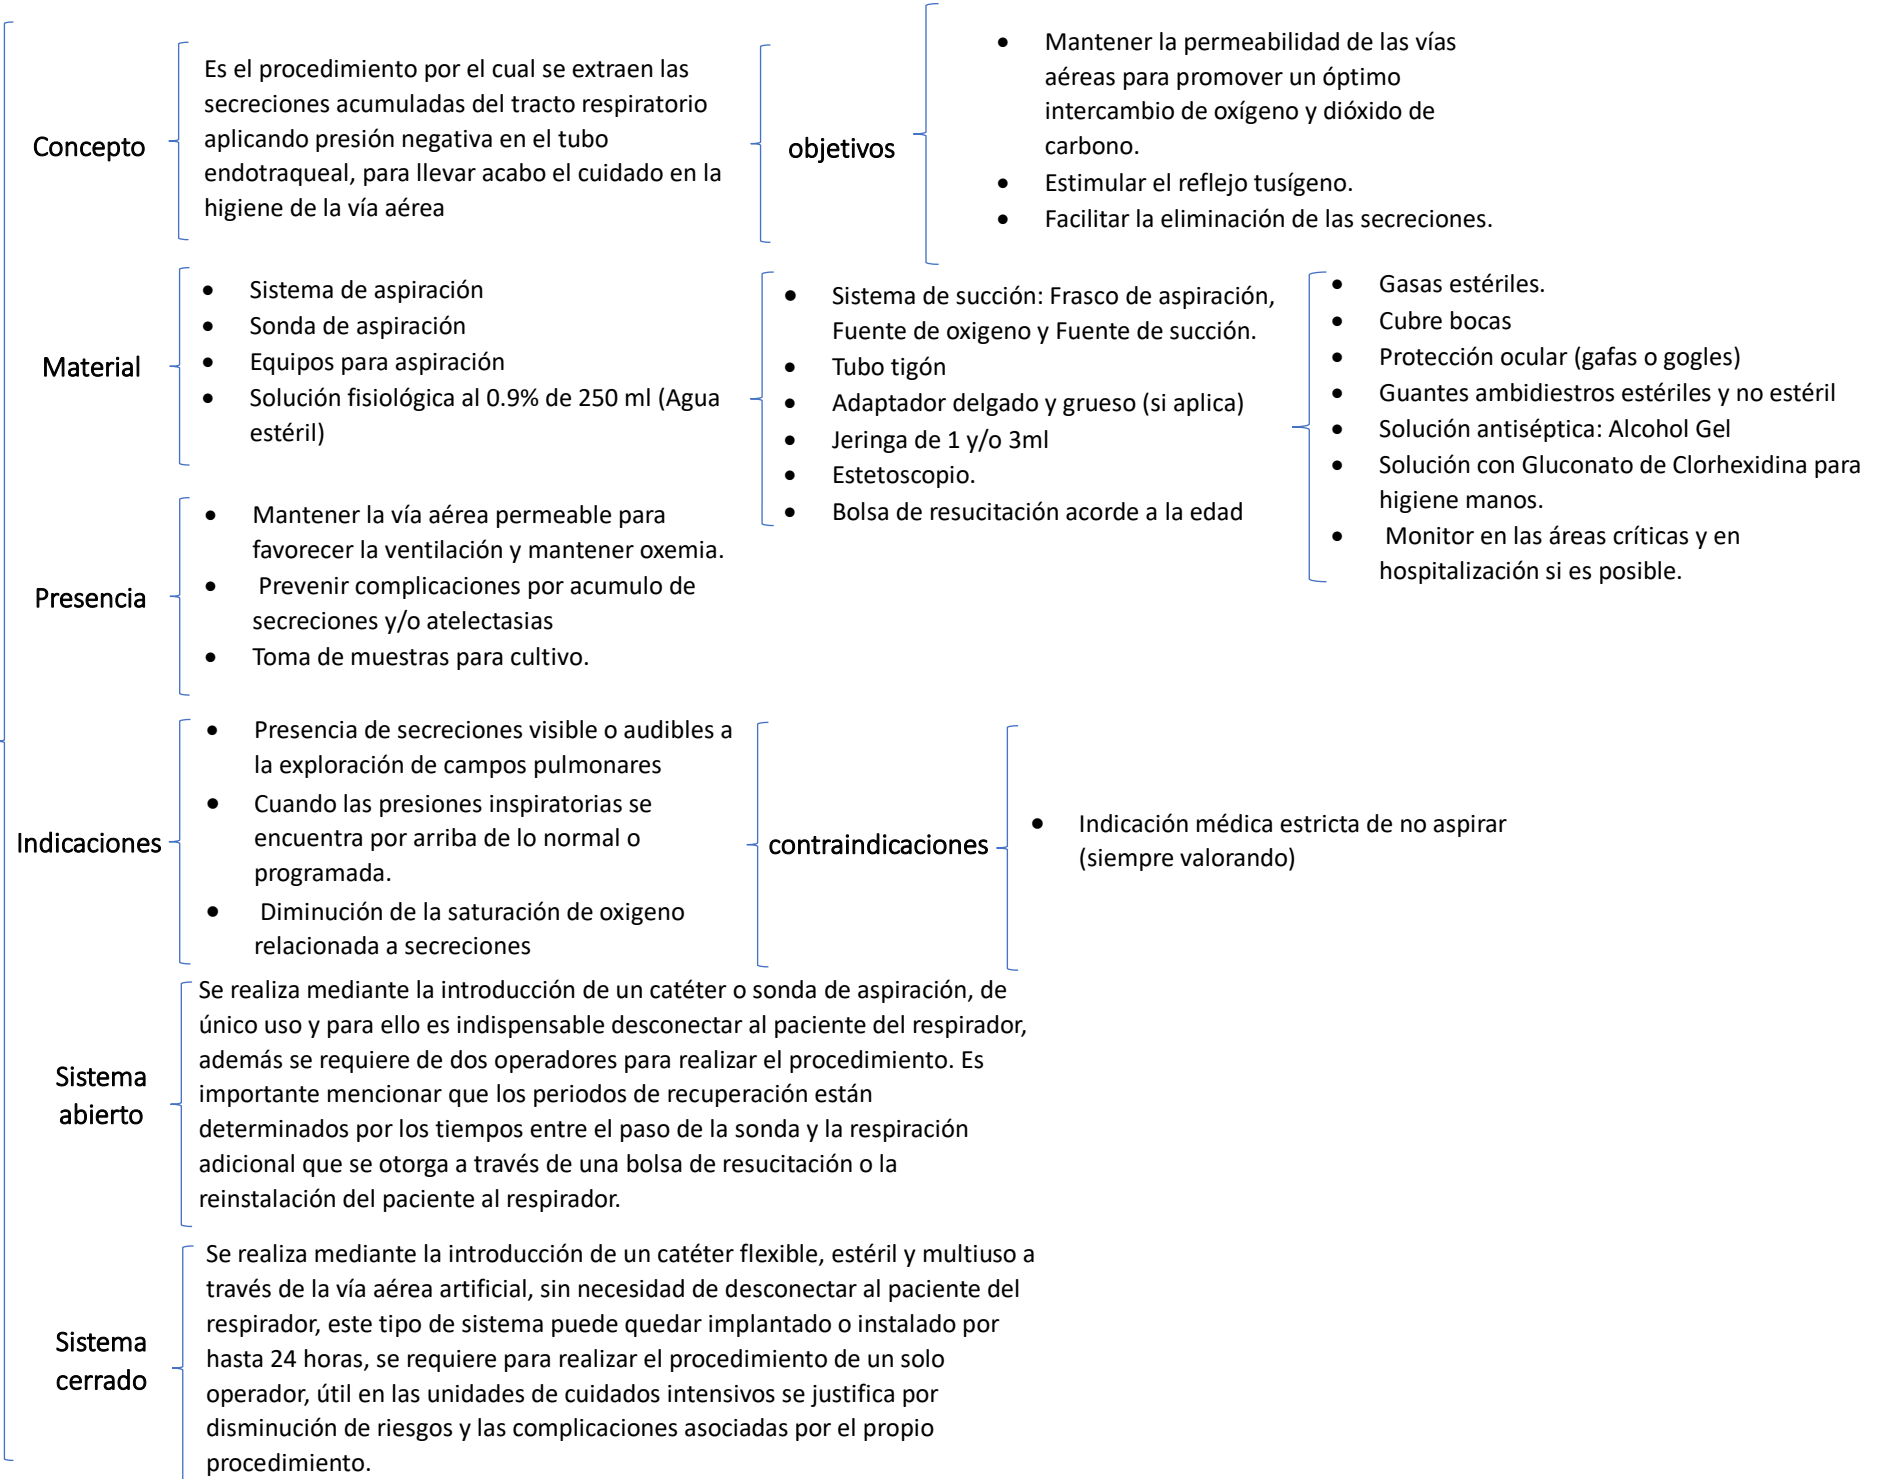 Concepto
Es el procedimiento por el cual se extraen las
secreciones acumuladas del tracto respiratorio
aplicando presión negativa en el tubo
endotraqueal, para llevar acabo el cuidado en la
higiene de la vía aérea
objetivos
• Mantener la permeabilidad de las vías
aéreas para promover un óptimo
intercambio de oxígeno y dióxido de
carbono.
• Estimular el reflejo tusígeno.
• Facilitar la eliminación de las secreciones.
Material
• Sistema de aspiración
• Sonda de aspiración
• Equipos para aspiración
• Solución fisiológica al 0.9% de 250 ml (Agua
estéril)
• Sistema de succión: Frasco de aspiración,
Fuente de oxigeno y Fuente de succión.
• Tubo tigón
• Adaptador delgado y grueso (si aplica)
• Jeringa de 1 y/o 3ml
• Estetoscopio.
• Bolsa de resucitación acorde a la edad
• Gasas estériles.
• Cubre bocas
• Protección ocular (gafas o gogles)
• Guantes ambidiestros estériles y no estéril
• Solución antiséptica: Alcohol Gel
• Solución con Gluconato de Clorhexidina para
higiene manos.
• Monitor en las áreas críticas y en
hospitalización si es posible.
Presencia
• Mantener la vía aérea permeable para
favorecer la ventilación y mantener oxemia.
• Prevenir complicaciones por acumulo de
secreciones y/o atelectasias
• Toma de muestras para cultivo.
Indicaciones
• Presencia de secreciones visible o audibles a
la exploración de campos pulmonares
• Cuando las presiones inspiratorias se
encuentra por arriba de lo normal o
programada.
• Diminución de la saturación de oxigeno
relacionada a secreciones
contraindicaciones
• Indicación médica estricta de no aspirar
(siempre valorando)
Sistema
abierto
Se realiza mediante la introducción de un catéter o sonda de aspiración, de
único uso y para ello es indispensable desconectar al paciente del respirador,
además se requiere de dos operadores para realizar el procedimiento. Es
importante mencionar que los periodos de recuperación están
determinados por los tiempos entre el paso de la sonda y la respiración
adicional que se otorga a través de una bolsa de resucitación o la
reinstalación del paciente al respirador.
Sistema
cerrado
Se realiza mediante la introducción de un catéter flexible, estéril y multiuso a
través de la vía aérea artificial, sin necesidad de desconectar al paciente del
respirador, este tipo de sistema puede quedar implantado o instalado por
hasta 24 horas, se requiere para realizar el procedimiento de un solo
operador, útil en las unidades de cuidados intensivos se justifica por
disminución de riesgos y las complicaciones asociadas por el propio
procedimiento.